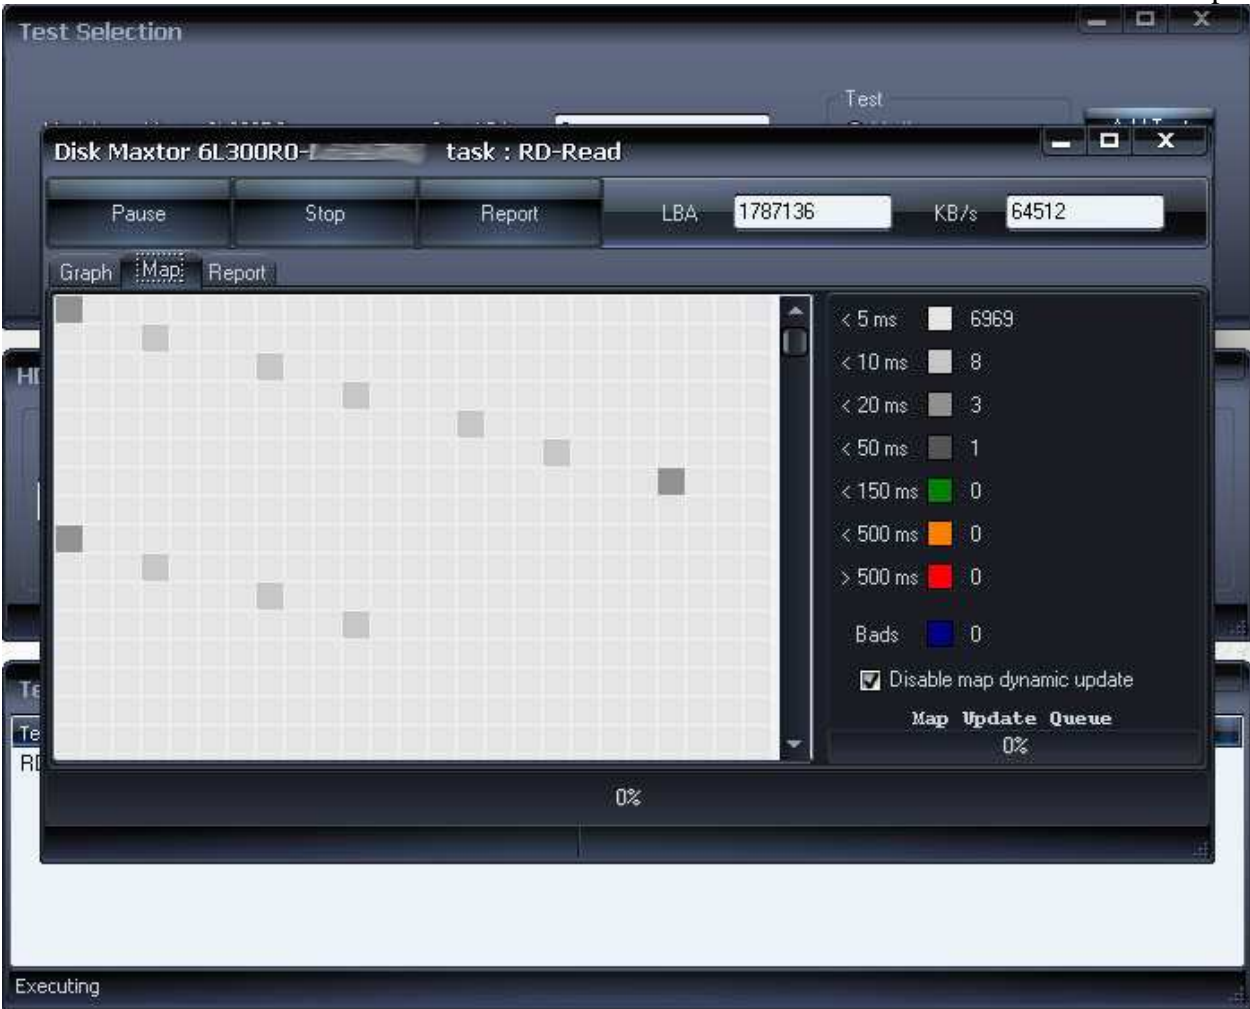 Test Selection
Test
Disk Maxtor 6L300R0- task : RD-Read
Pause Stop Report LBA 1787136 KB/s 64512
Graph Map Report
< 5 ms 6969
< 10 ms 8
< 20 ms 3
< 50 ms 1
< 150 ms 0
< 500 ms 0
> 500 ms 0
Bads 0
Disable map dynamic update
Map Update Queue
0%
0%
Executing